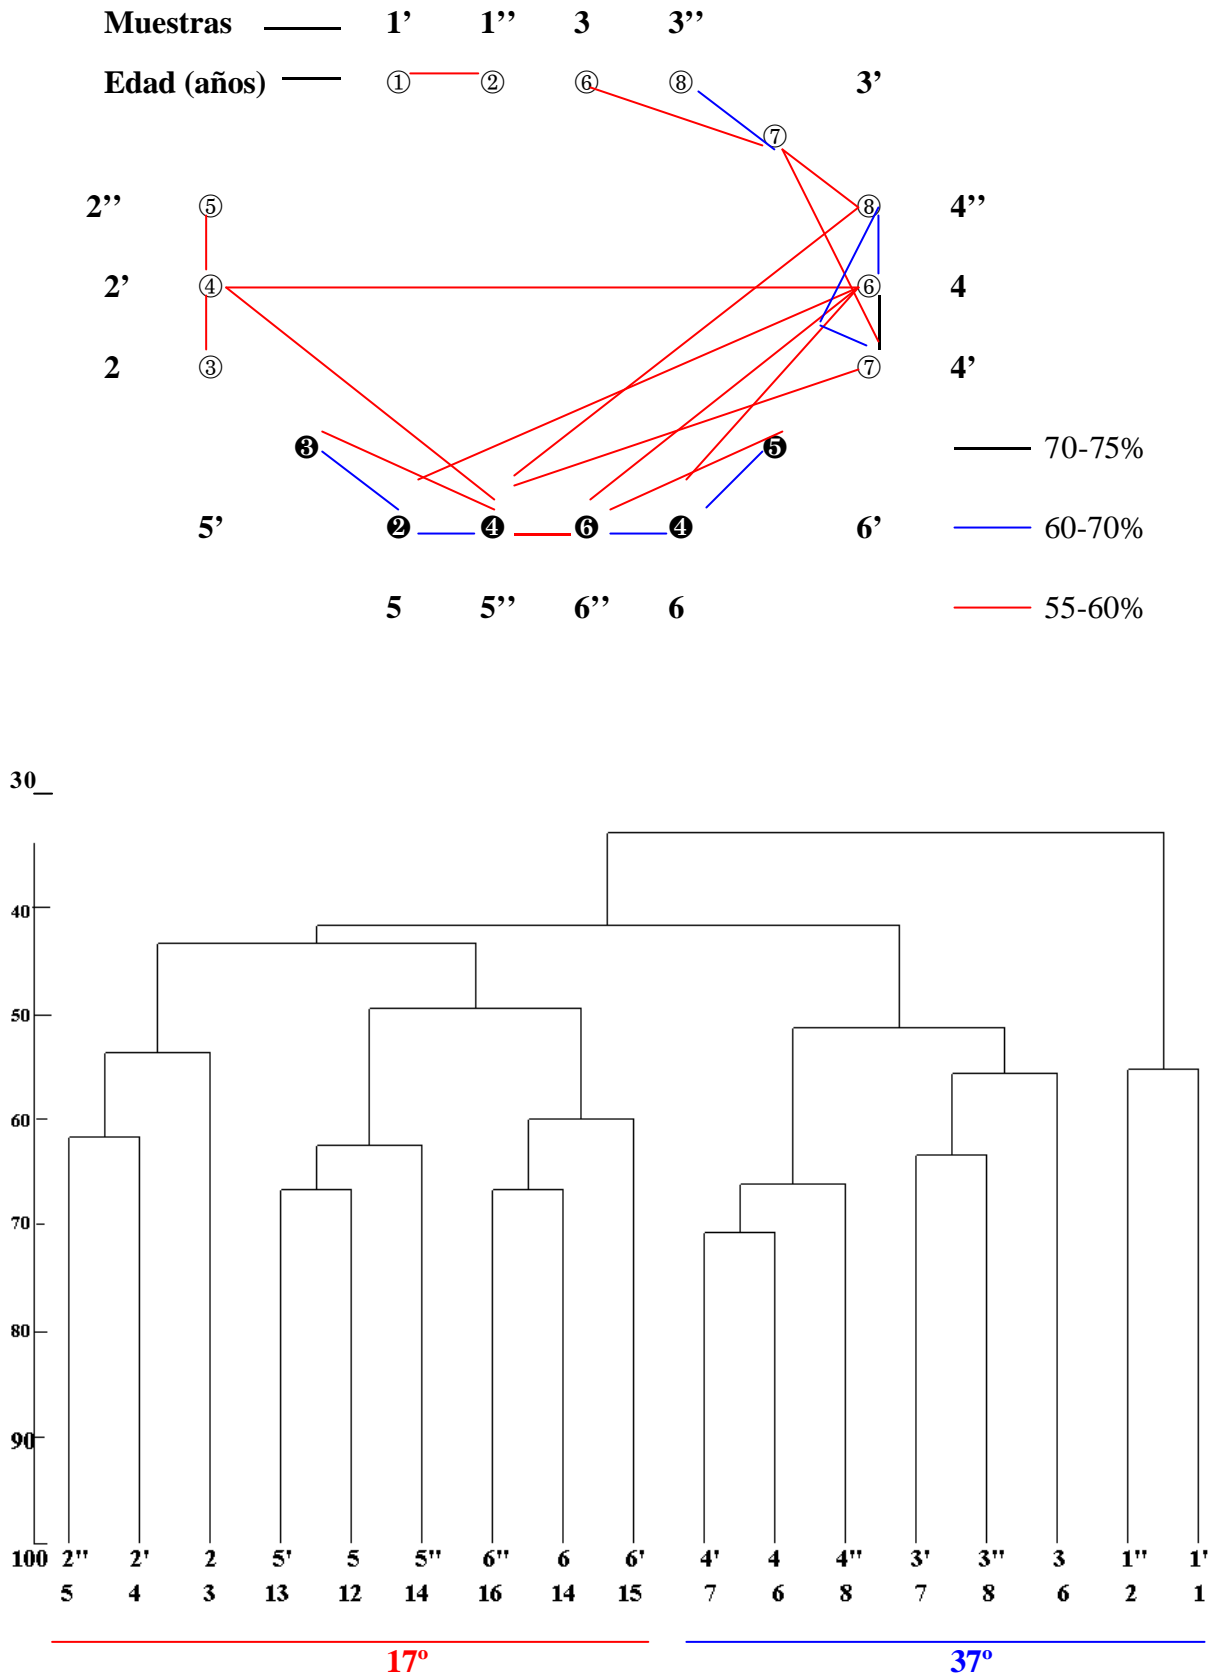 Muestras 1’ 1’’ 3 3’’
Edad (años) ① ② ⑥ ⑧ 3’
⑦
2’’ ⑤ ⑧ 4’’
2’ ④ ⑥ 4
2 ③ ⑦ 4’
❸ ❺ 70-75%
5’ ❷ ❹ ❻ ❹ 6’ 60-70%
5 5’’ 6’’ 6 55-60%
30
40
50
60
70
80
90
100 2" 2' 2 5' 5 5" 6" 6 6' 4' 4 4" 3' 3" 3 1" 1'
5 4 3 13 12 14 16 14 15 7 6 8 7 8 6 2 1
17º 37º